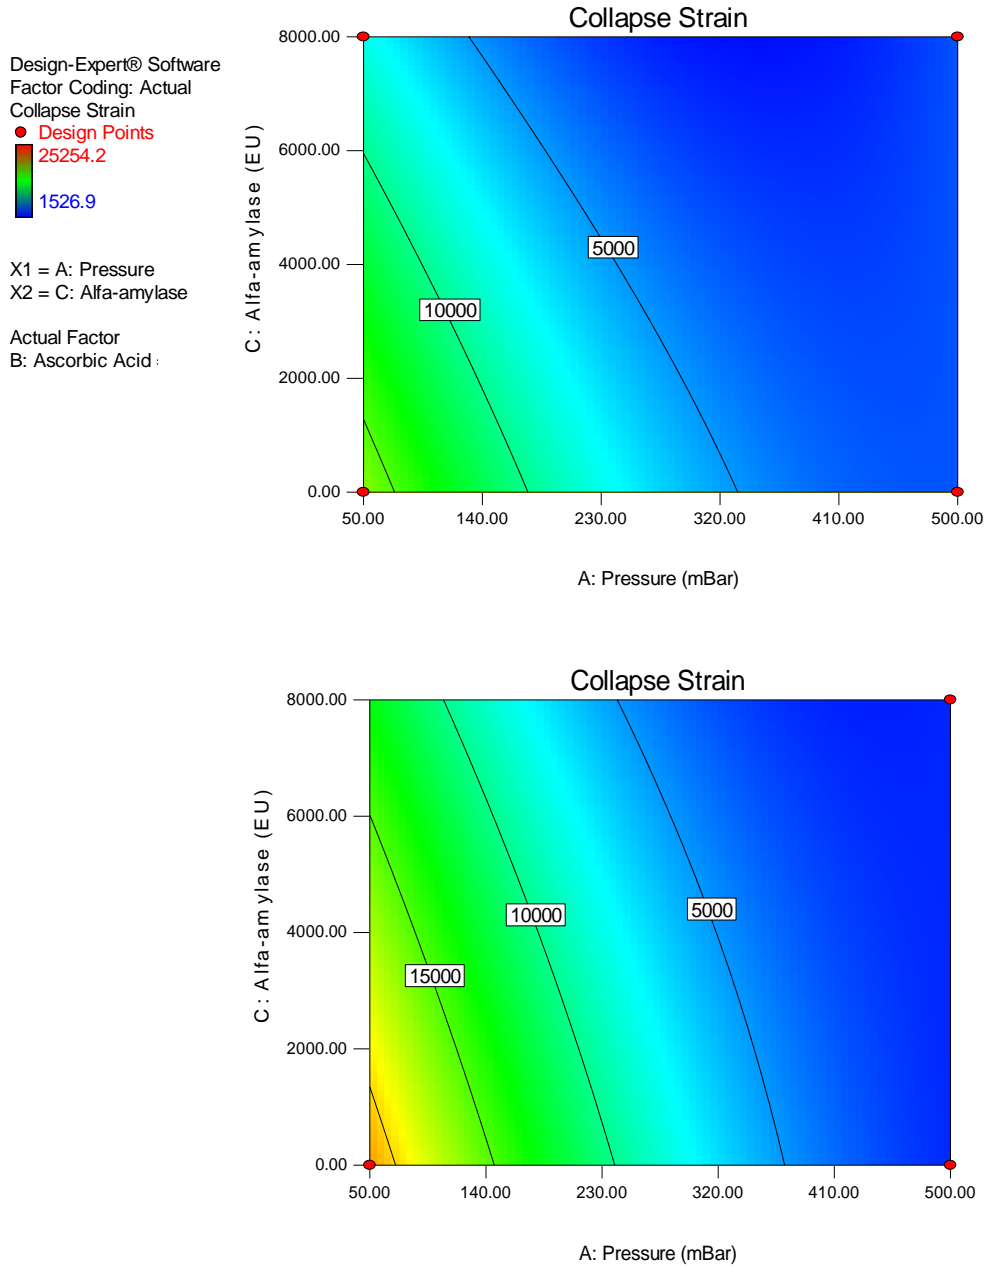 Collapse Strain
Design-Expert® Software
Factor Coding: Actual
Collapse Strain
Design Points
25254.2
1526.9
X1 = A: Pressure
X2 = C: Alfa-amylase
Actual Factor
B: Ascorbic Acid
8000.00
6000.00
4000.00
2000.00
0.00
C: Alfa-amylase (EU)
5000
10000
50.00 140.00 230.00 320.00 410.00 500.00
A: Pressure (mBar)
Collapse Strain
8000.00
6000.00
4000.00
2000.00
0.00
C: Alfa-amylase (EU)
5000
10000
15000
50.00 140.00 230.00 320.00 410.00 500.00
A: Pressure (mBar)